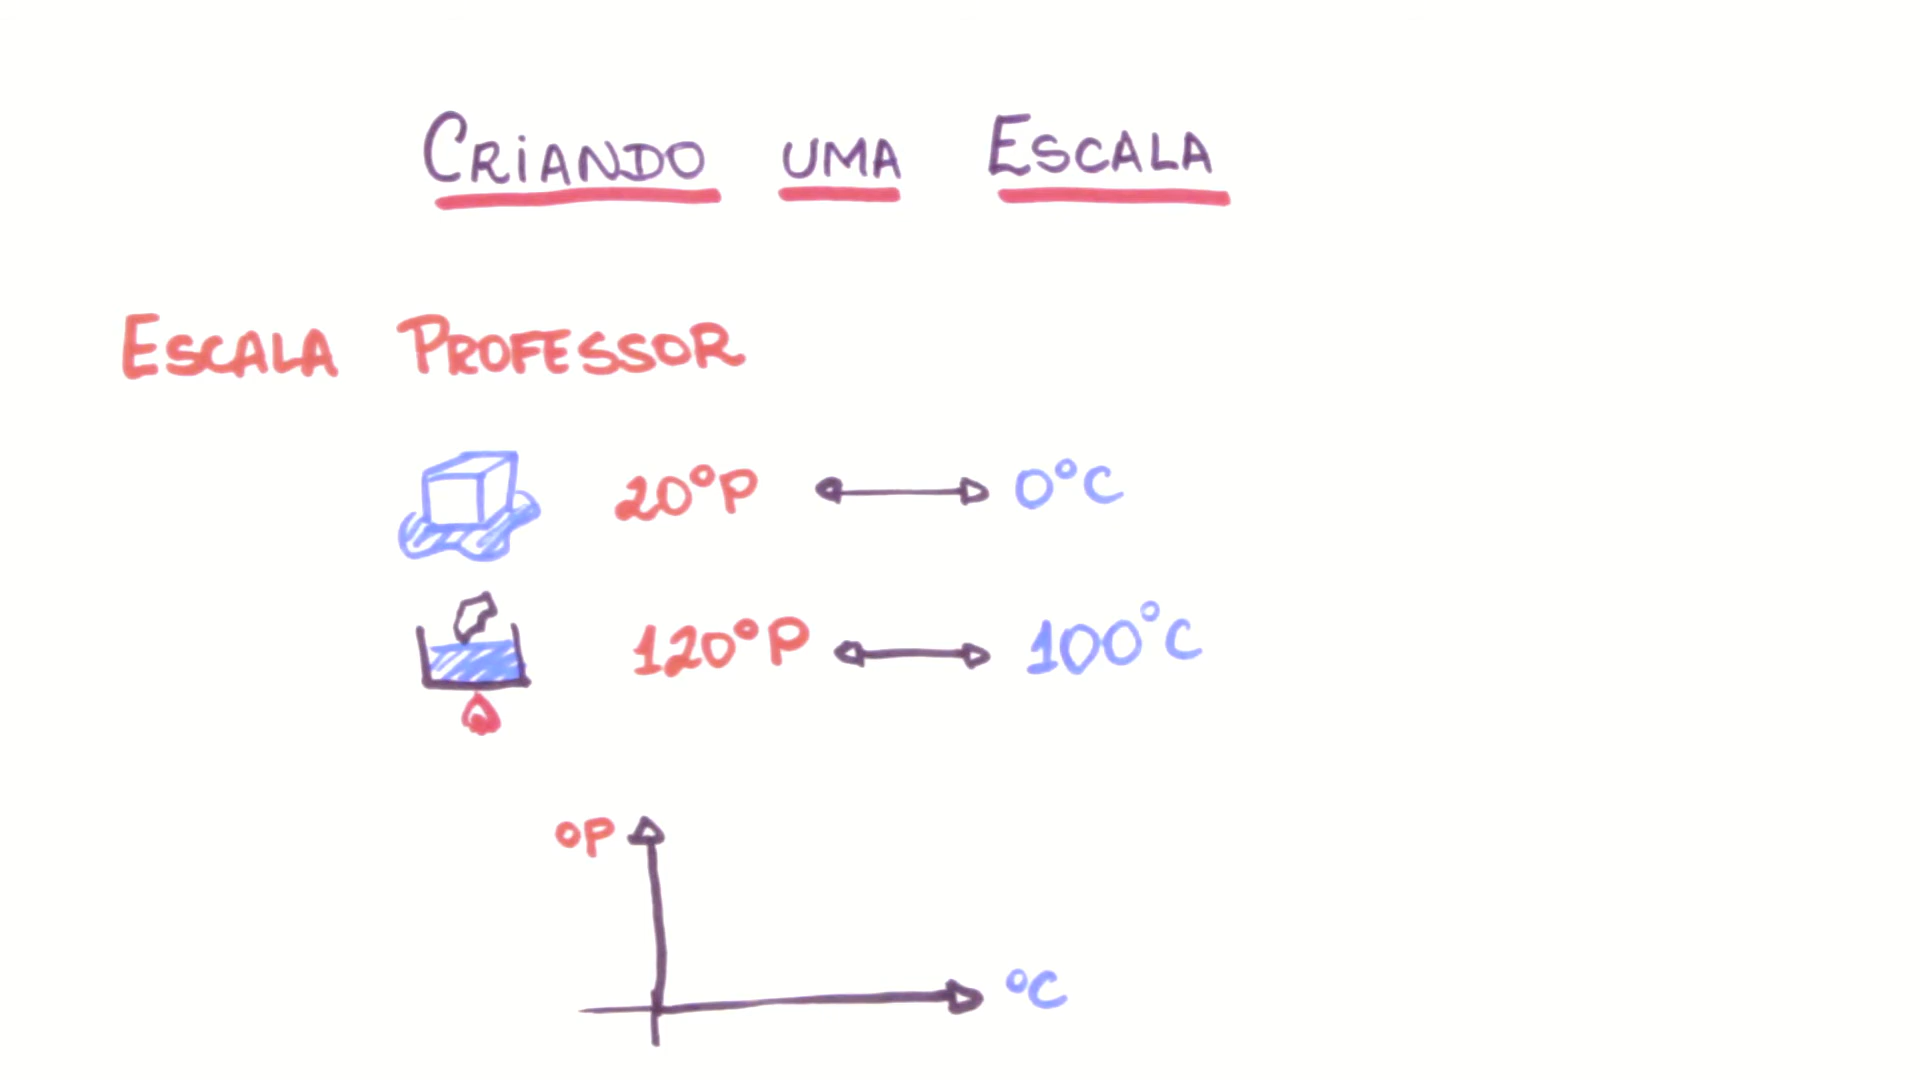 CRiANDO UMA ESCALA
ESCALA PROFESSOR
20°P 0°C
120°P 100°C
°P
°C